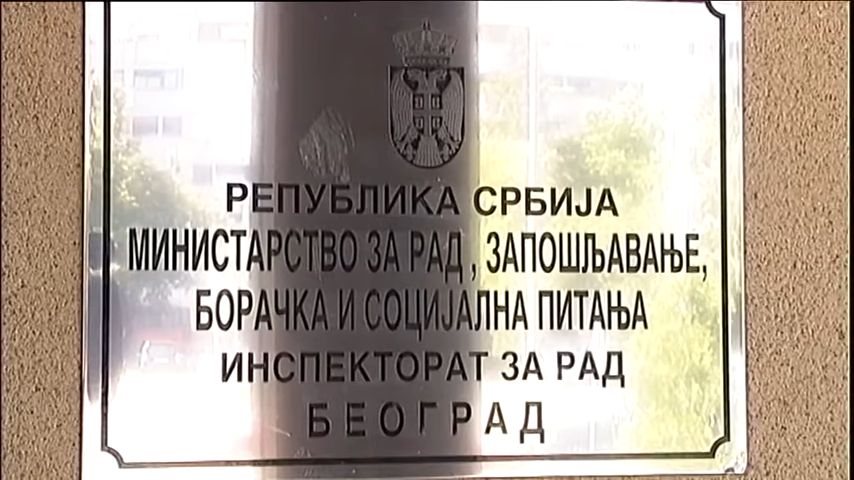 РЕПУБЛИКА СРБИЈА
МИНИСТАРСТВО ЗА РАД, ЗАПОШЉАВАЊЕ,
БОРАЧКА И СОЦИЈАЛНА ПИТАЊА
ИНСПЕКТОРАТ ЗА РАД
БЕОГРАД